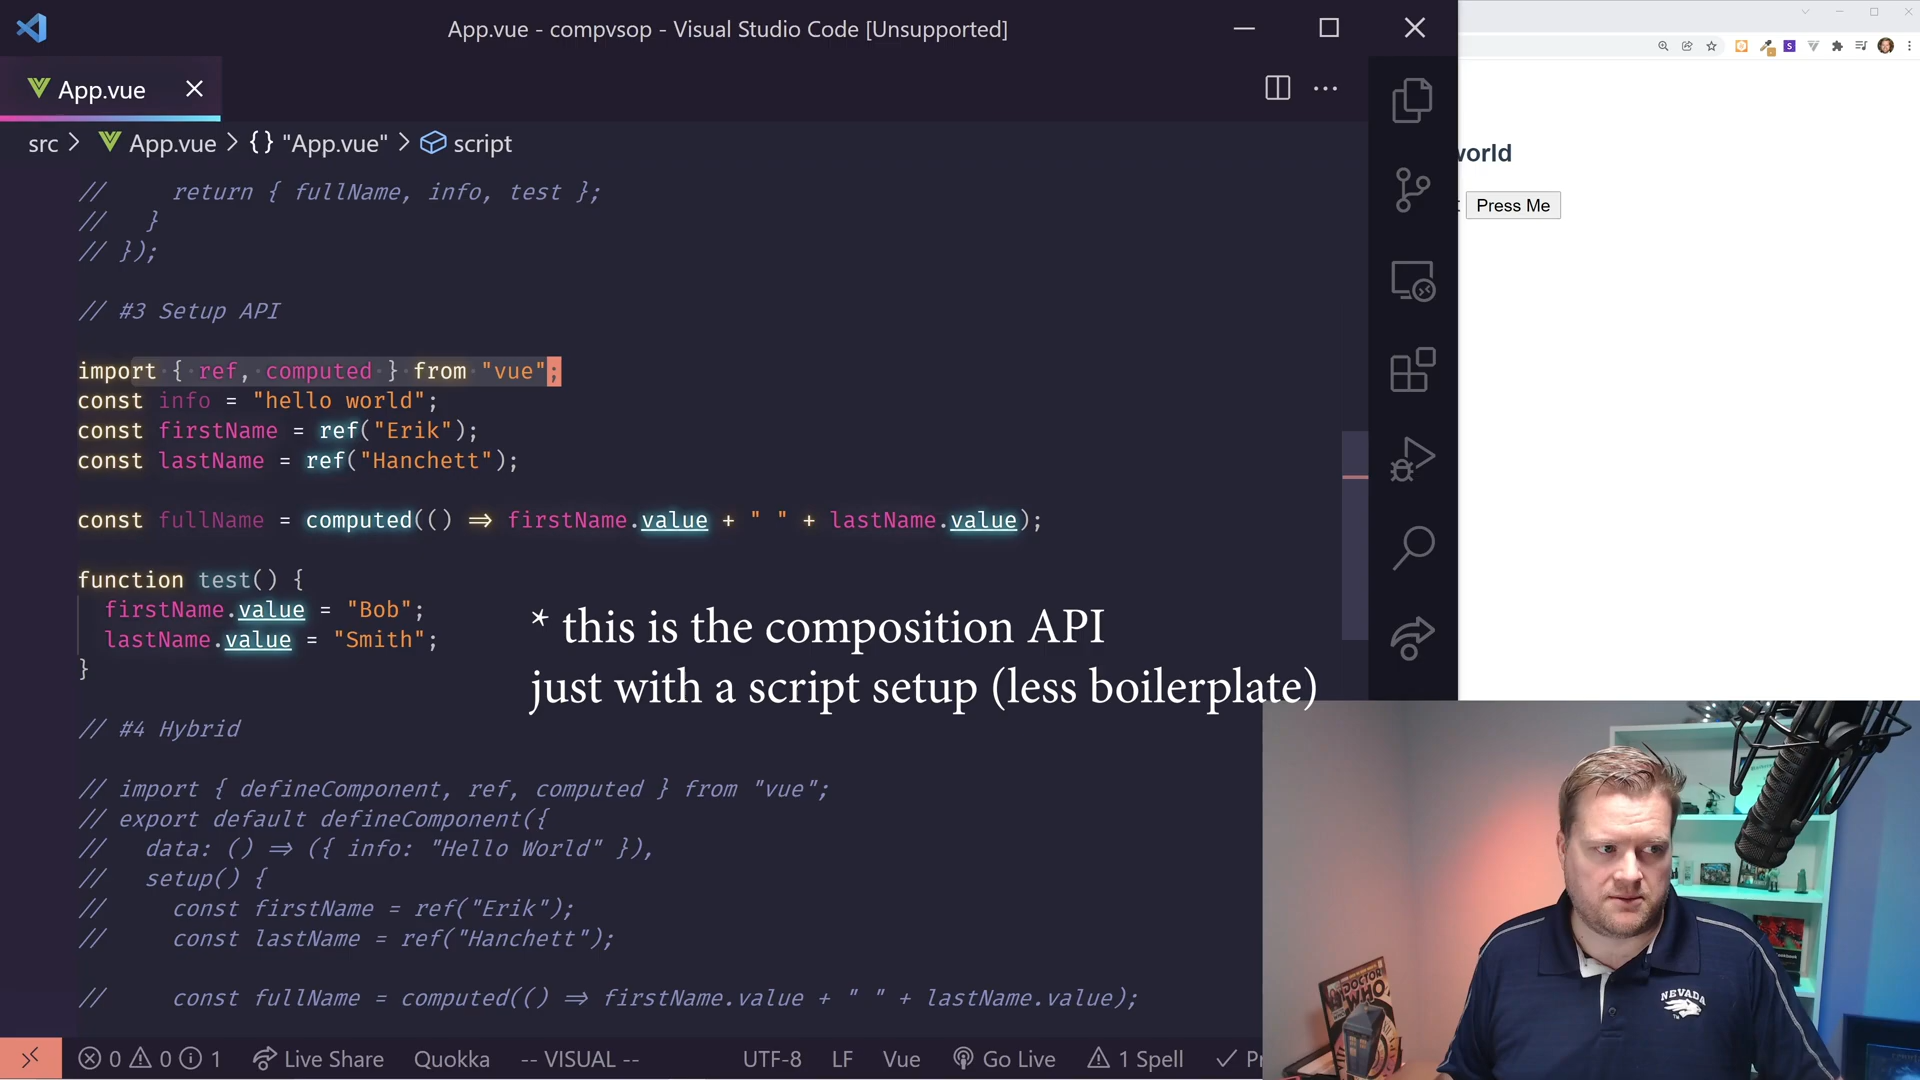 App.vue - compvsop - Visual Studio Code [Unsupported]
App.vue
src > App.vue > {} "App.vue" > script
//     return { fullName, info, test };
//   }
// });
// #3 Setup API
import { ref, computed } from "vue";
const info = "hello world";
const firstName = ref("Erik");
const lastName = ref("Hanchett");
const fullName = computed(() => firstName.value + " " + lastName.value);
function test() {
  firstName.value = "Bob";
  lastName.value = "Smith";
}
* this is the composition API
just with a script setup (less boilerplate)
// #4 Hybrid
// import { defineComponent, ref, computed } from "vue";
// export default defineComponent({
//   data: () => ({ info: "Hello World" }),
//   setup() {
//     const firstName = ref("Erik");
//     const lastName = ref("Hanchett");
//     const fullName = computed(() => firstName.value + " " + lastName.value);
0 0 1 Live Share Quokka -- VISUAL -- UTF-8 LF Vue Go Live 1 Spell
world
Press Me
DOCTOR
WHO
NEVADA